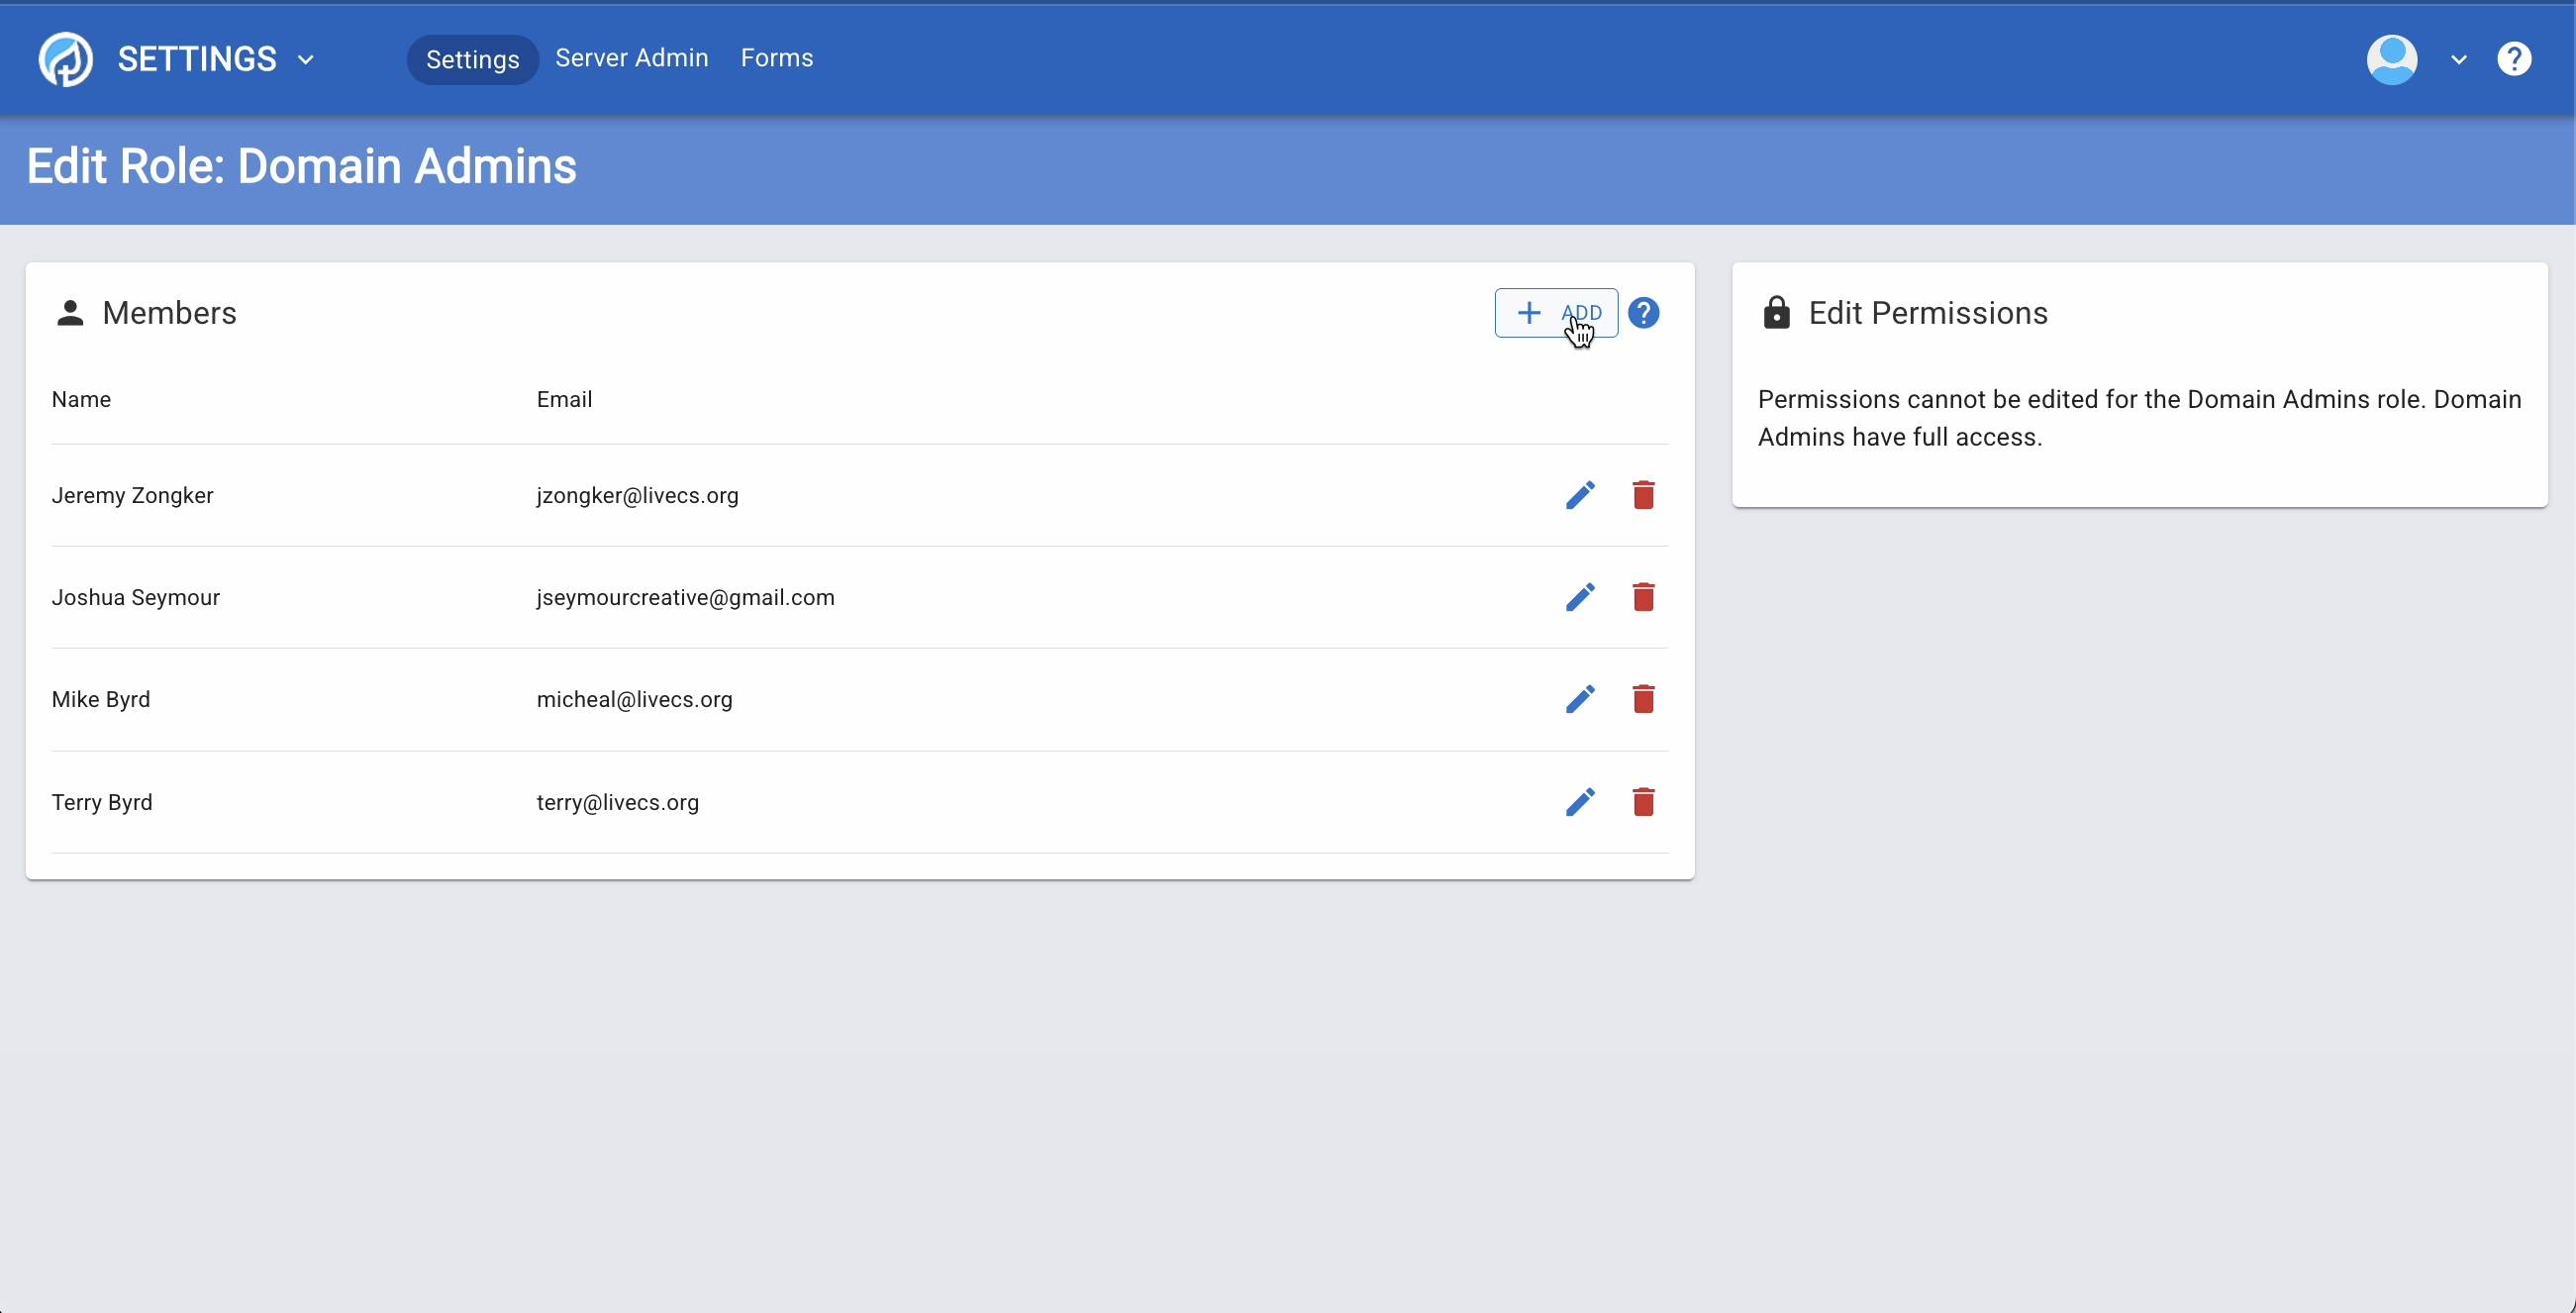 SETTINGS
Settings
Server Admin
Forms
?
Edit Role: Domain Admins
Members
+ ADD
?
Name
Email
Jeremy Zongker
jzongker@livecs.org
Joshua Seymour
jseymourcreative@gmail.com
Mike Byrd
micheal@livecs.org
Terry Byrd
terry@livecs.org
Edit Permissions
Permissions cannot be edited for the Domain Admins role. Domain
Admins have full access.